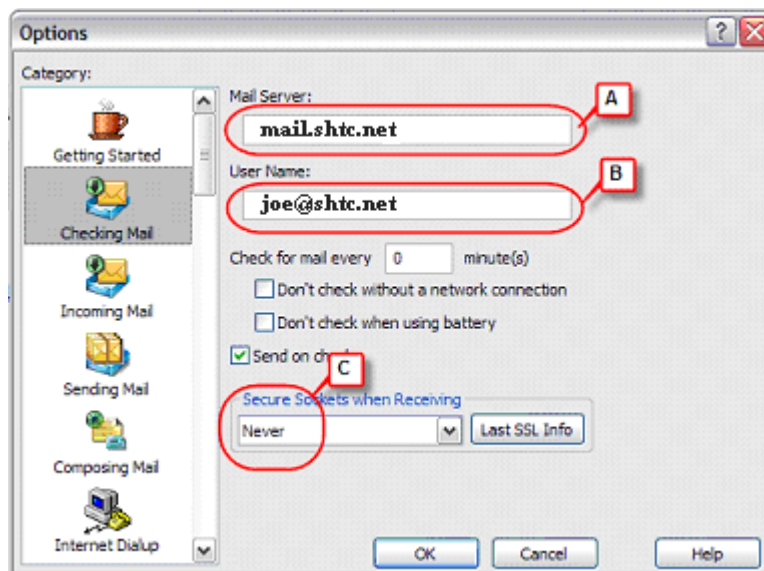 Options
Category:
Getting Started
Checking Mail
Incoming Mail
Sending Mail
Composing Mail
Internet Dialup
Mail Server:
A
mail.shtc.net
User Name:
B
joe@shtc.net
Check for mail every 0 minute(s)
Don't check without a network connection
Don't check when using battery
Send on
C
Secure Sockets when Receiving
Never
Last SSL Info
OK
Cancel
Help